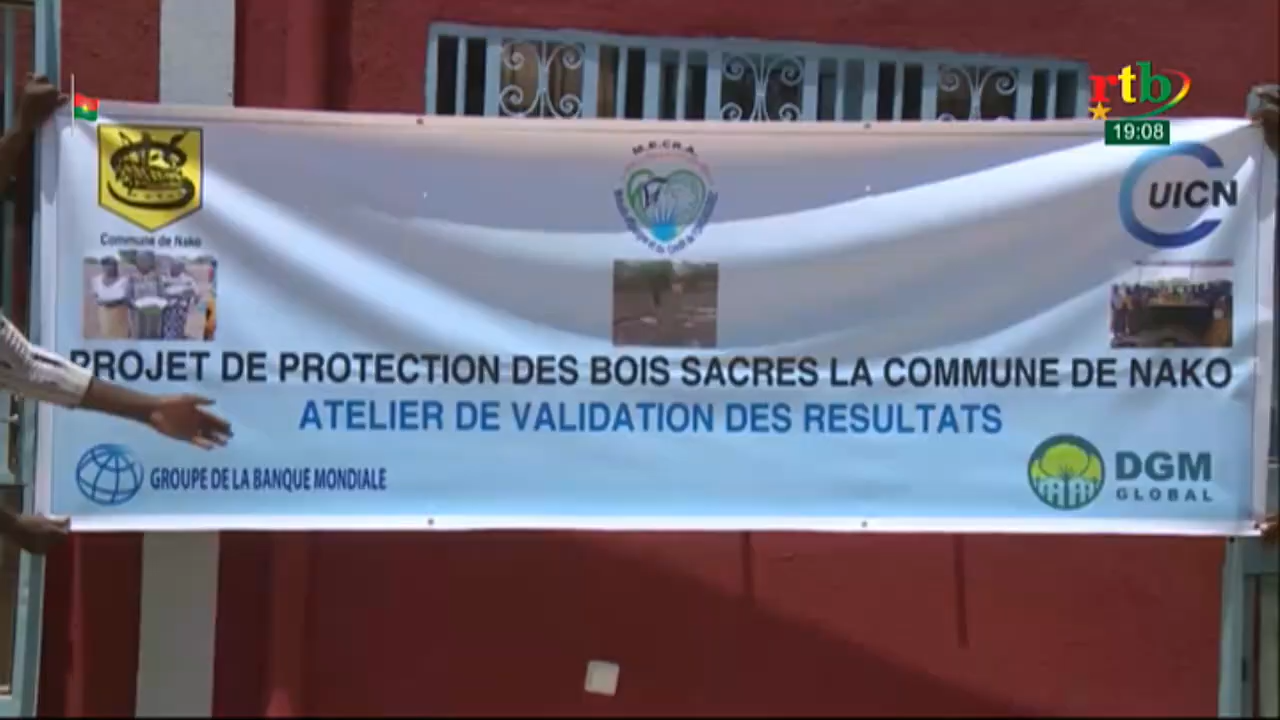 rtb
19:08
M.E.CR.A.
UICN
Commune de Nako
PROJET DE PROTECTION DES BOIS SACRES LA COMMUNE DE NAKO
ATELIER DE VALIDATION DES RESULTATS
GROUPE DE LA BANQUE MONDIALE
DGM
GLOBAL